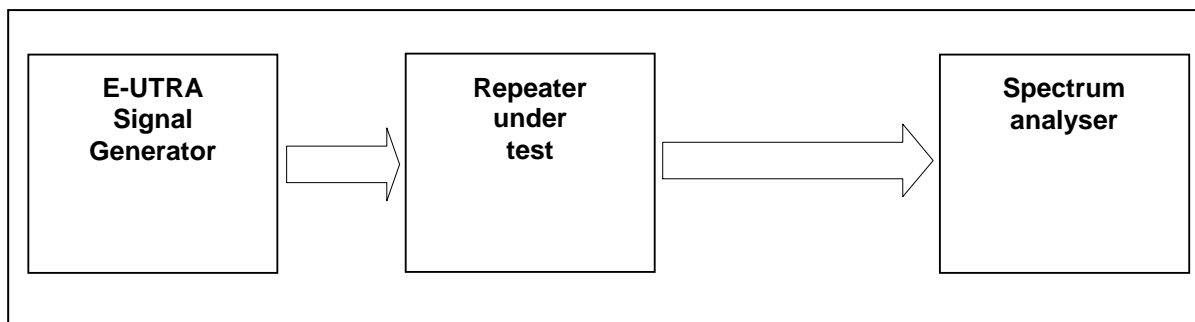 E-UTRA
Signal
Generator
Repeater
under
test
Spectrum
analyser